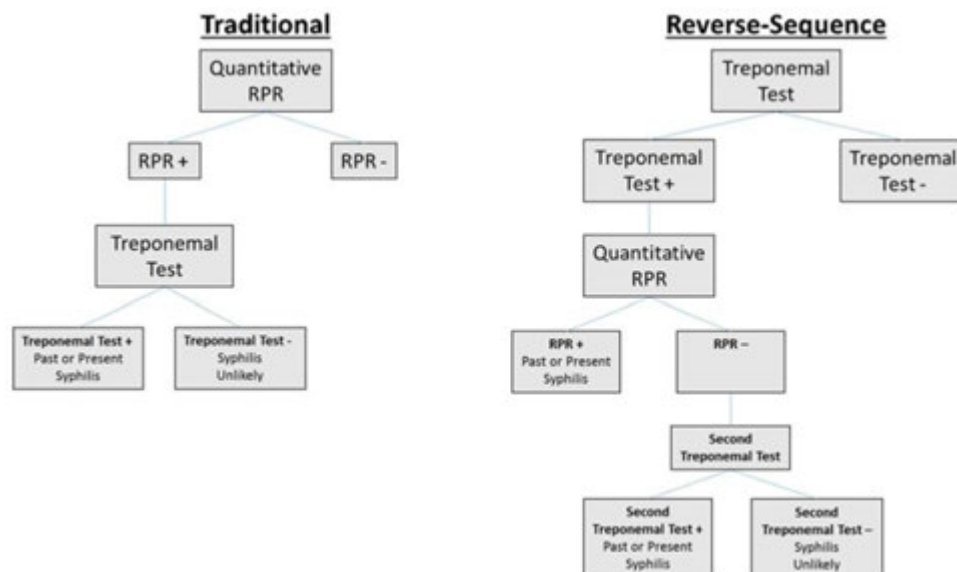 Traditional
Quantitative
RPR
RPR +
RPR -
Treponemal
Test
Treponemal Test +
Past or Present
Syphilis
Treponemal Test -
Syphilis
Unlikely
Reverse-Sequence
Treponemal
Test
Treponemal
Test +
Treponemal
Test -
Quantitative
RPR
RPR +
Past or Present
Syphilis
RPR –
Second
Treponemal Test
Second
Treponemal Test +
Past or Present
Syphilis
Second
Treponemal Test –
Syphilis
Unlikely